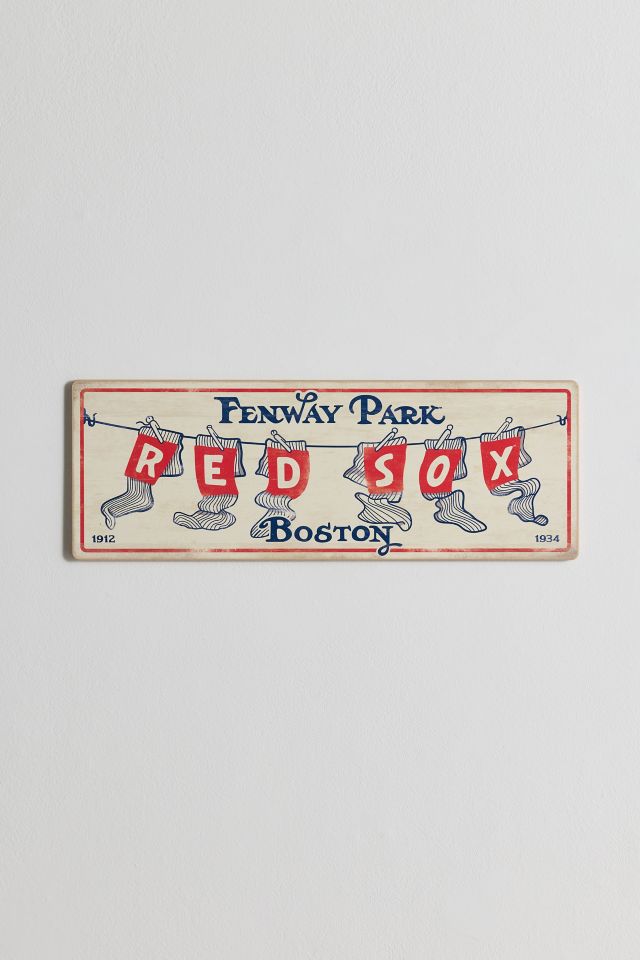 FENWAY PARK
RED SOX
BOSTON
1912 1934